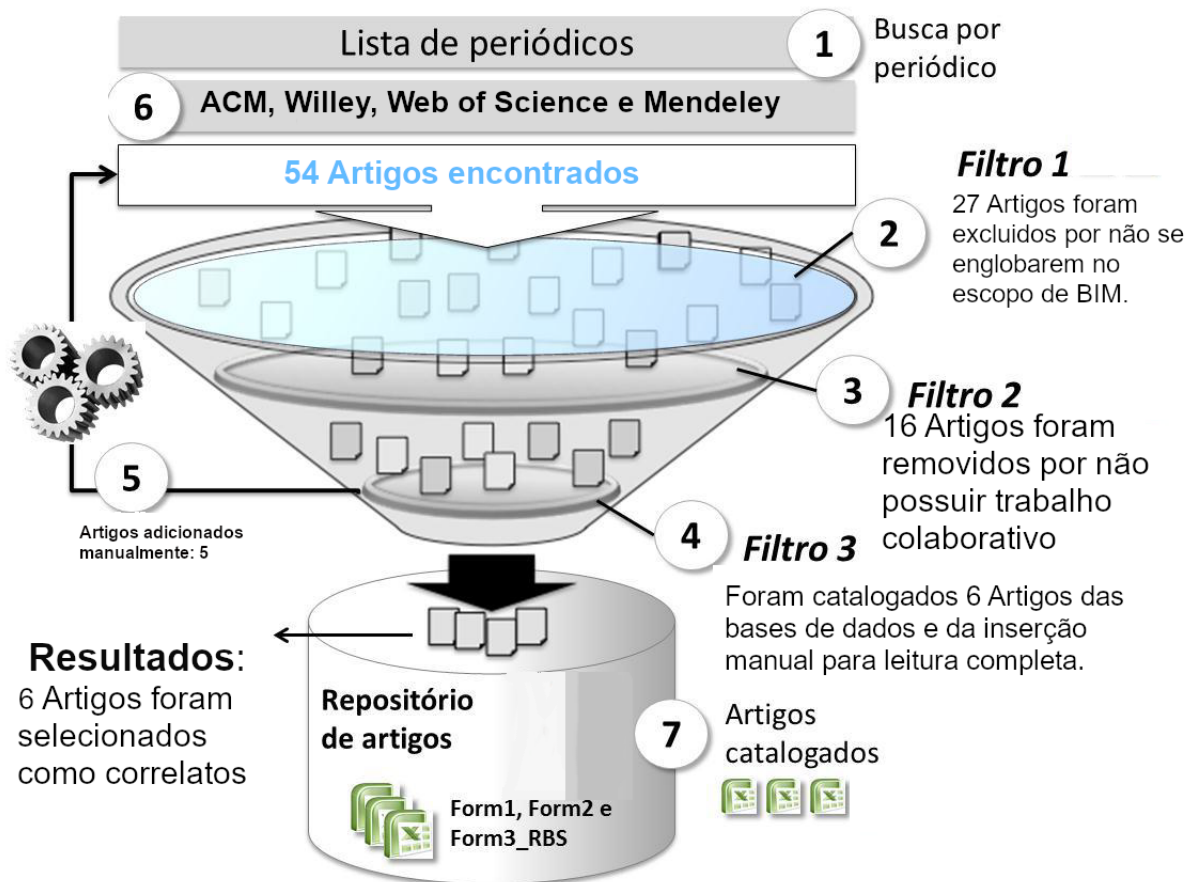 Lista de periódicos
1
Busca por
periódico
6
ACM, Willey, Web of Science e Mendeley
54 Artigos encontrados
Filtro 1
2
27 Artigos foram
excluidos por não se
englobarem no
escopo de BIM.
3
Filtro 2
16 Artigos foram
removidos por não
possuir trabalho
colaborativo
5
Artigos adicionados
manualmente: 5
4
Filtro 3
Foram catalogados 6 Artigos das
bases de dados e da inserção
manual para leitura completa.
Resultados:
6 Artigos foram
selecionados
como correlatos
Repositório
de artigos
7
Artigos
catalogados
Form1, Form2 e
Form3_RBS